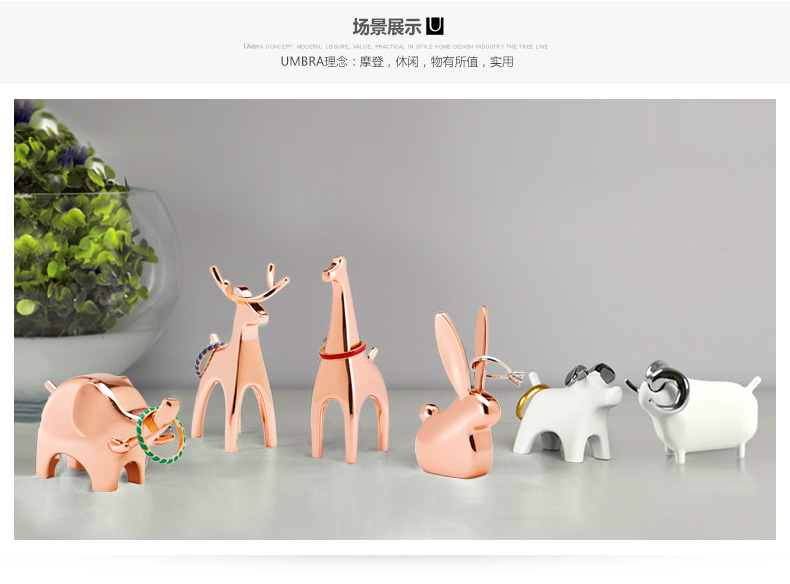 场景展示 U
UMBRA CONCEPT: MODERN, LEISURE, VALUE, PRACTICAL IN STYLE HOME DESIGN INDUSTRY THE TREE LINE
UMBRA理念：摩登，休闲，物有所值，实用